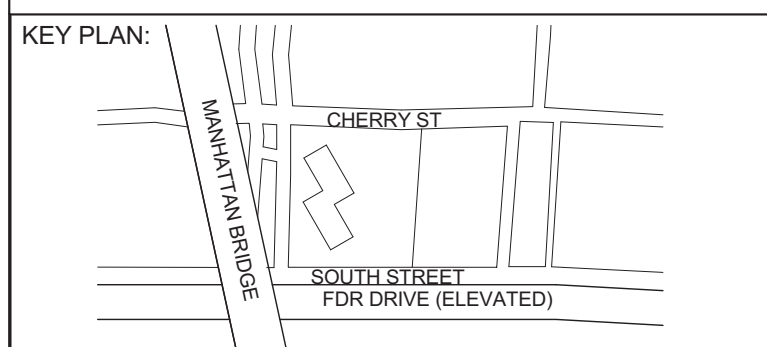 KEY PLAN:
MANHATTAN BRIDGE
CHERRY ST
SOUTH STREET
FDR DRIVE (ELEVATED)